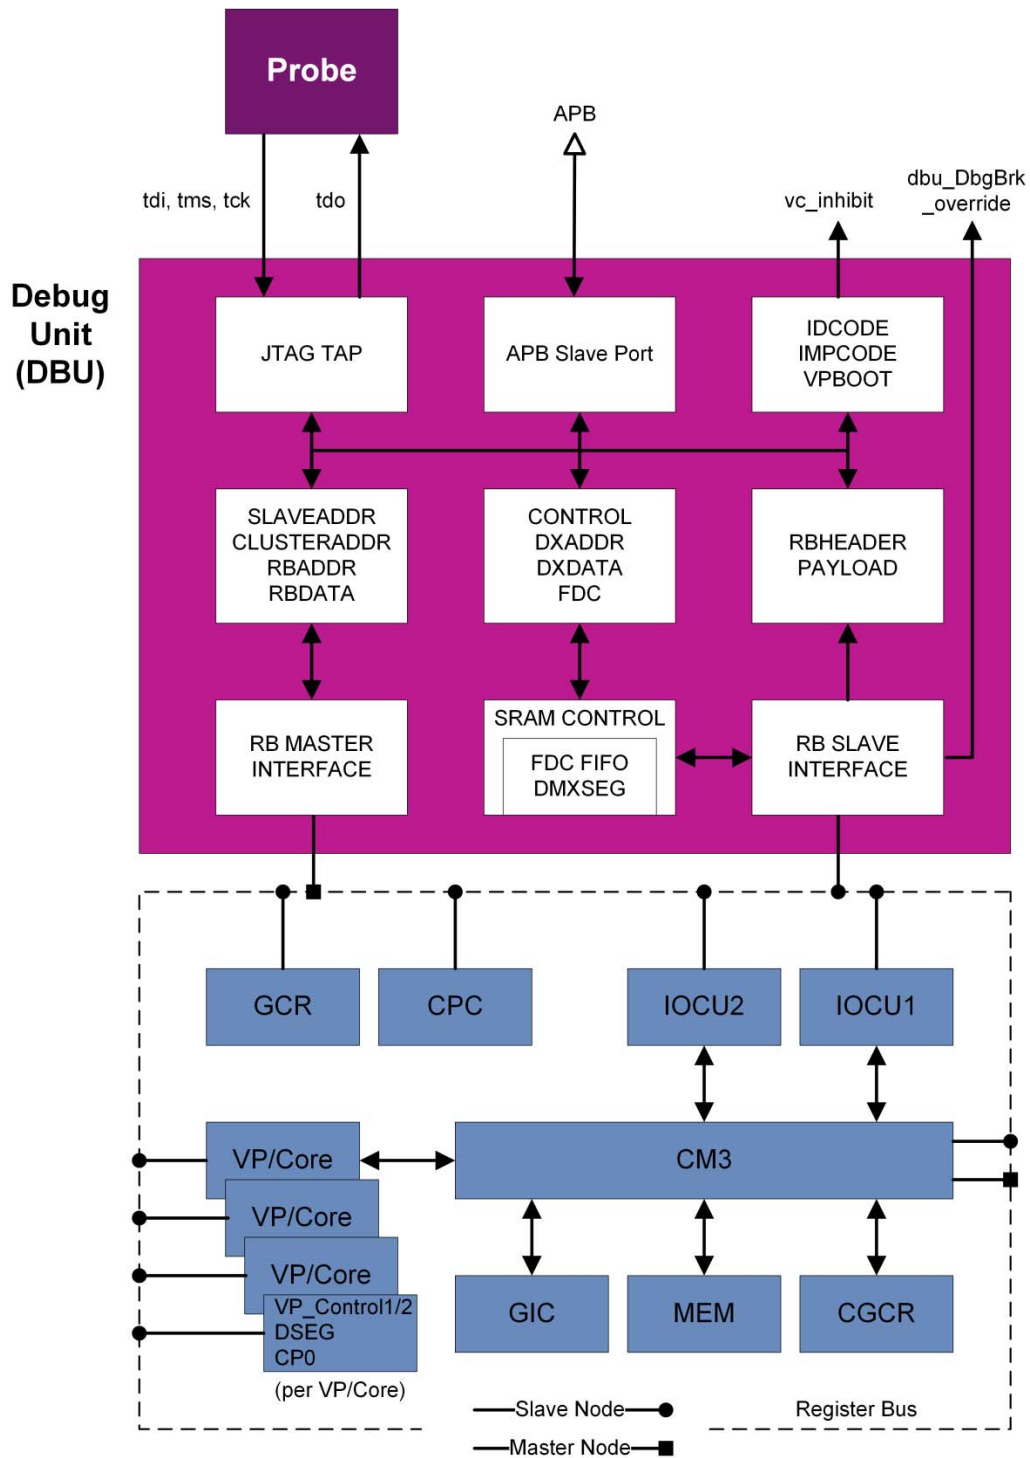 Probe
APB
tdi, tms, tck
tdo
vc_inhibit
dbu_DbgBrk
_override
Debug
Unit
(DBU)
JTAG TAP
APB Slave Port
IDCODE
IMPCODE
VPBOOT
SLAVEADDR
CLUSTERADDR
RBADDR
RBDATA
CONTROL
DXADDR
DXDATA
FDC
RBHEADER
PAYLOAD
RB MASTER
INTERFACE
SRAM CONTROL
FDC FIFO
DMXSEG
RB SLAVE
INTERFACE
GCR
CPC
IOCU2
IOCU1
VP/Core
CM3
VP/Core
VP/Core
VP_Control1/2
DSEG
CP0
(per VP/Core)
GIC
MEM
CGCR
Slave Node
Register Bus
Master Node